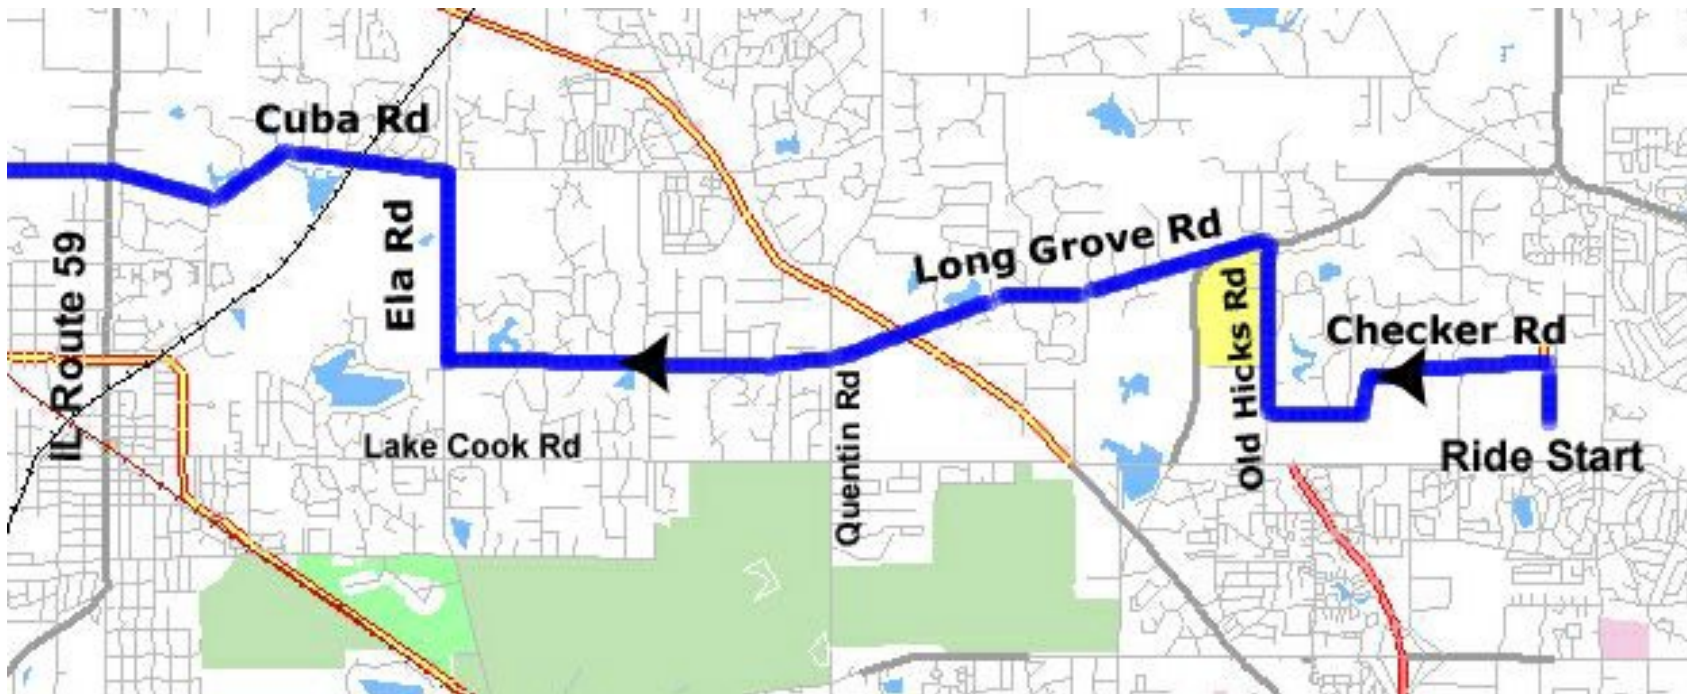 Cuba Rd
IL Route 59
Ela Rd
Long Grove Rd
Old Hicks Rd
Checker Rd
Lake Cook Rd
Quentin Rd
Ride Start